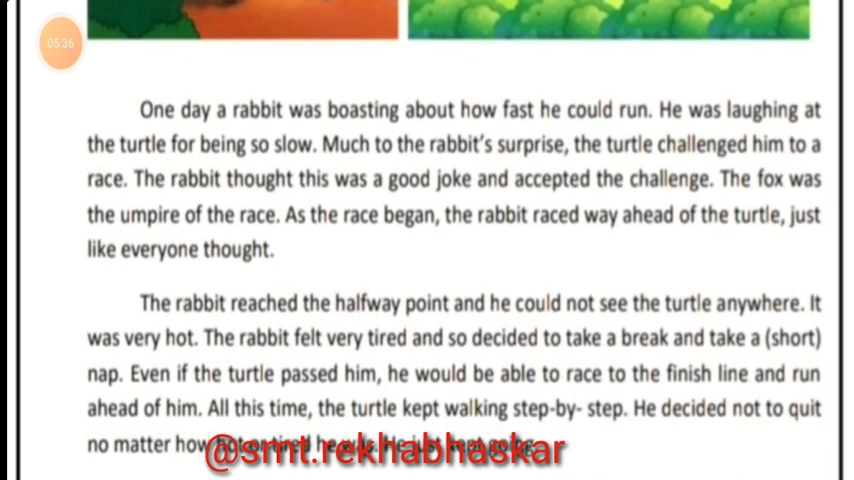 05:36
One day a rabbit was boasting about how fast he could run. He was laughing at
the turtle for being so slow. Much to the rabbit's surprise, the turtle challenged him to a
race. The rabbit thought this was a good joke and accepted the challenge. The fox was
the umpire of the race. As the race began, the rabbit raced way ahead of the turtle, just
like everyone thought.
The rabbit reached the halfway point and he could not see the turtle anywhere. It
was very hot. The rabbit felt very tired and so decided to take a break and take a (short)
nap. Even if the turtle passed him, he would be able to race to the finish line and run
ahead of him. All this time, the turtle kept walking step-by- step. He decided not to quit
no matter how
@smt.rekhabhaskar